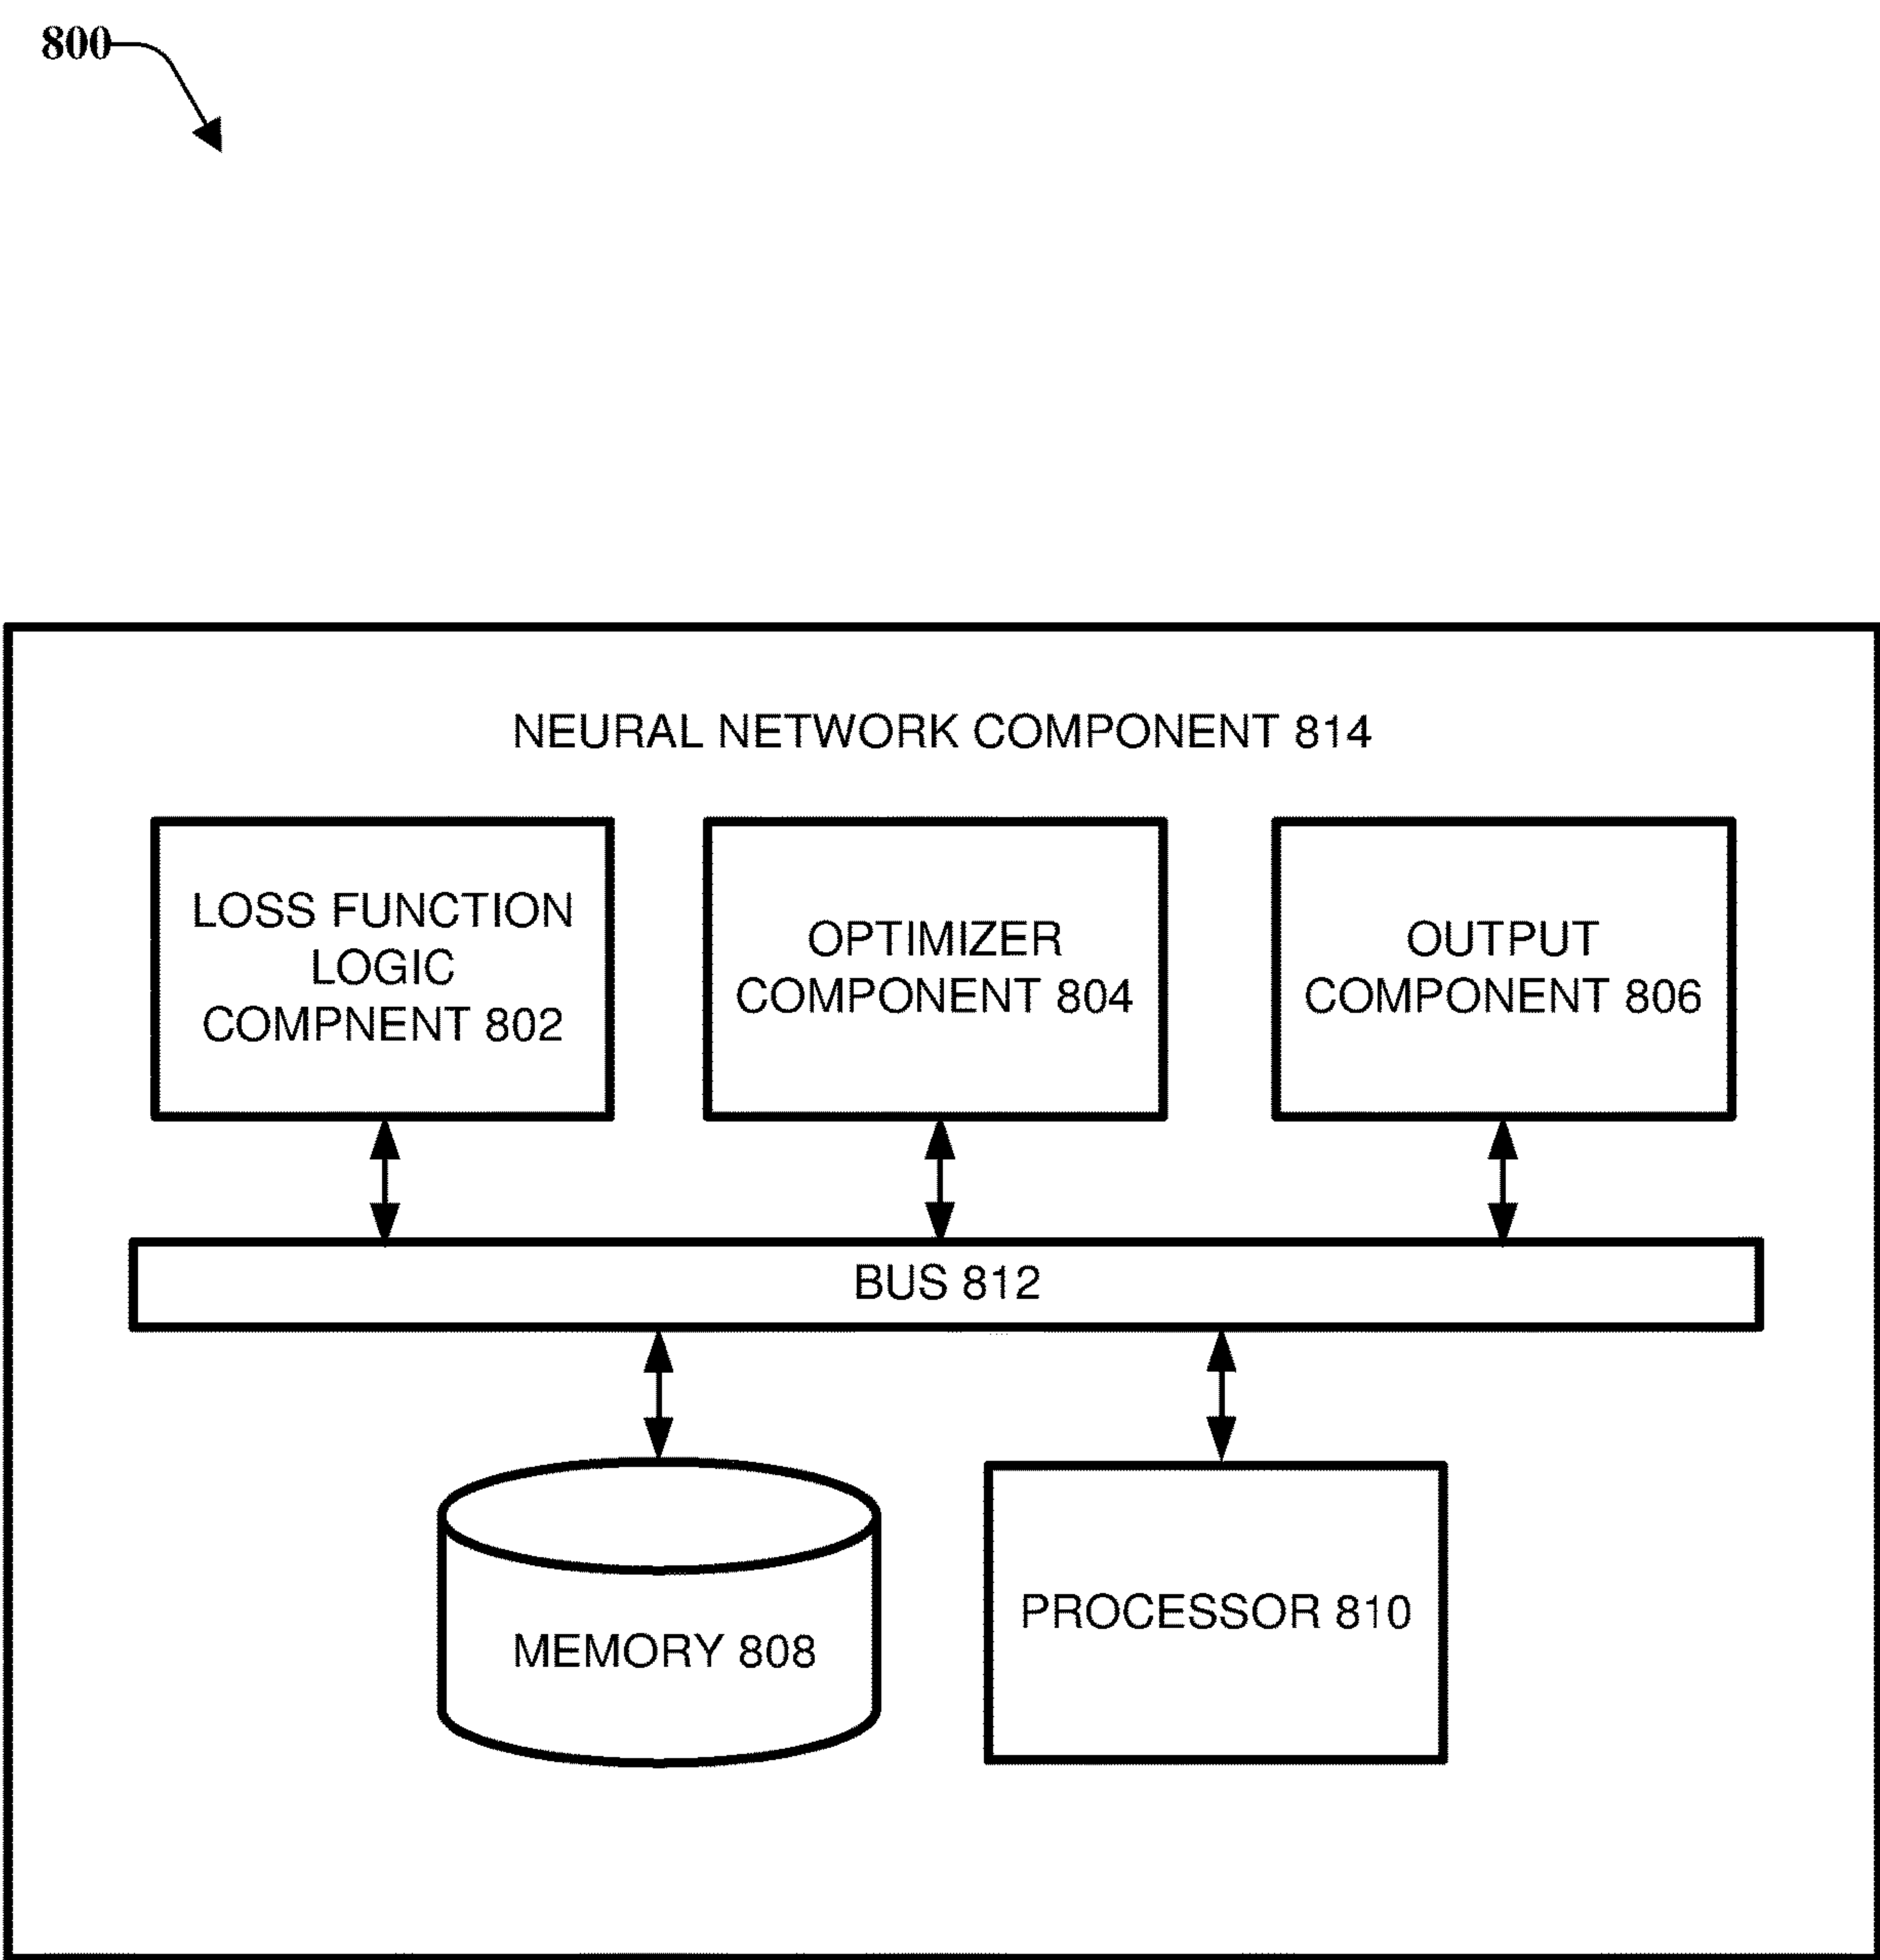 800
NEURAL NETWORK COMPONENT 814
LOSS FUNCTION
LOGIC
COMPNENT 802
OPTIMIZER
COMPONENT 804
OUTPUT
COMPONENT 806
BUS 812
MEMORY 808
PROCESSOR 810